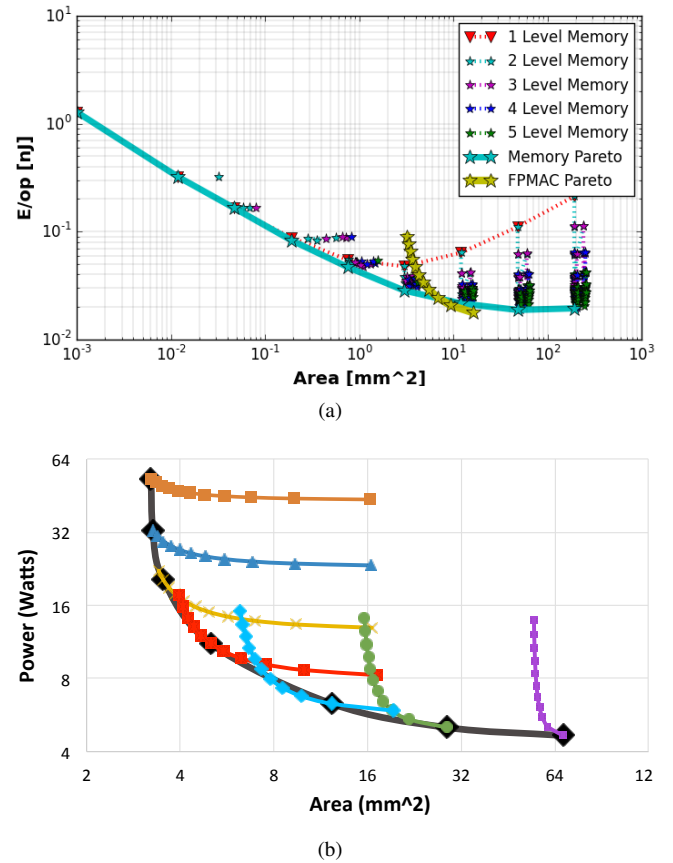 10^1
10^0
10^-1
10^-2
E/op [nJ]
1 Level Memory
2 Level Memory
3 Level Memory
4 Level Memory
5 Level Memory
Memory Pareto
FPMAC Pareto
10^-3 10^-2 10^-1 10^0 10^1 10^2 10^3
Area [mm^2]
(a)
64
32
16
8
4
Power (Watts)
2 4 8 16 32 64 12
Area (mm^2)
(b)